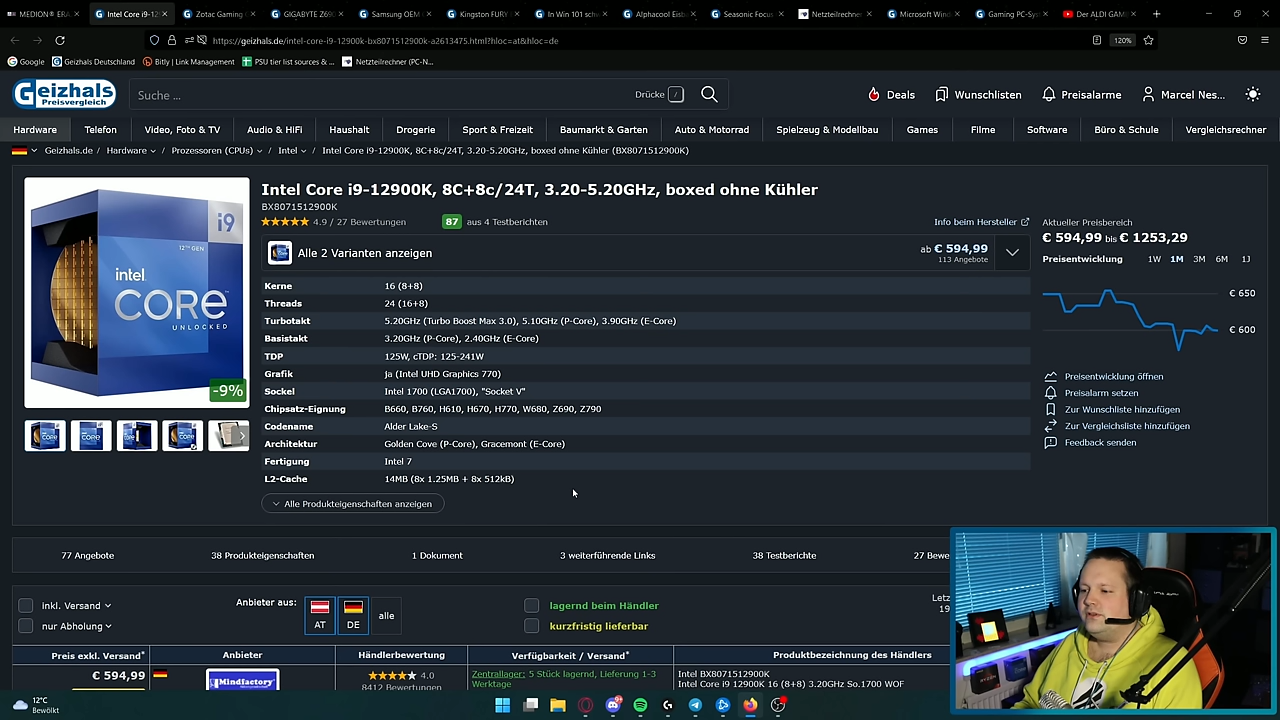 MEDION® ERA
Intel Core i9-12
Zotac Gaming
GIGABYTE Z69
Samsung OEM
Kingston FURY
In Win 101 sch
Alphacool Eisb
Seasonic Focus
Netzteilrechner
Microsoft Wind
Gaming PC-Sys
Der ALDI GAM
https://geizhals.de/intel-core-i9-12900k-bx8071512900k-a2613475.html?hloc=at&hloc=de
120%
Google
Geizhals Deutschland
Bitly | Link Management
PSU tier list sources & ...
Netzteilrechner (PC-N...
Geizhals
Preisvergleich
Suche ...
Drücke /
Deals
Wunschlisten
Preisalarme
Marcel Nes...
Hardware
Telefon
Video, Foto & TV
Audio & HiFi
Haushalt
Drogerie
Sport & Freizeit
Baumarkt & Garten
Auto & Motorrad
Spielzeug & Modellbau
Games
Filme
Software
Büro & Schule
Vergleichsrechner
Geizhals.de / Hardware / Prozessoren (CPUs) / Intel / Intel Core i9-12900K, 8C+8c/24T, 3.20-5.20GHz, boxed ohne Kühler (BX8071512900K)
i9
12TH GEN
intel
CORE
UNLOCKED
-9%
Intel Core i9-12900K, 8C+8c/24T, 3.20-5.20GHz, boxed ohne Kühler
BX8071512900K
4.9 / 27 Bewertungen
87 aus 4 Testberichten
Info beim Hersteller
Alle 2 Varianten anzeigen
ab € 594,99
113 Angebote
Kerne 16 (8+8)
Threads 24 (16+8)
Turbotakt 5.20GHz (Turbo Boost Max 3.0), 5.10GHz (P-Core), 3.90GHz (E-Core)
Basistakt 3.20GHz (P-Core), 2.40GHz (E-Core)
TDP 125W, cTDP: 125-241W
Grafik ja (Intel UHD Graphics 770)
Sockel Intel 1700 (LGA1700), "Socket V"
Chipsatz-Eignung B660, B760, H610, H670, H770, W680, Z690, Z790
Codename Alder Lake-S
Architektur Golden Cove (P-Core), Gracemont (E-Core)
Fertigung Intel 7
L2-Cache 14MB (8x 1.25MB + 8x 512kB)
Alle Produkteigenschaften anzeigen
Aktueller Preisbereich
€ 594,99 bis € 1253,29
Preisentwicklung
1W 1M 3M 6M 1J
€ 650
€ 600
Preisentwicklung öffnen
Preisalarm setzen
Zur Wunschliste hinzufügen
Zur Vergleichsliste hinzufügen
Feedback senden
77 Angebote
38 Produkteigenschaften
1 Dokument
3 weiterführende Links
38 Testberichte
27 Bewe
inkl. Versand
nur Abholung
Anbieter aus:
AT
DE
alle
lagernd beim Händler
kurzfristig lieferbar
Letz
19
Preis exkl. Versand*
Anbieter
Händlerbewertung
Verfügbarkeit / Versand*
Produktbezeichnung des Händlers
€ 594,99
Mindfactory
4.0
8412 Bewertungen
Zentrallager: 5 Stück lagernd, Lieferung 1-3
Werktage
Intel BX8071512900K
Intel Core i9 12900K 16 (8+8) 3.20GHz So.1700 WOF
12°C
Bewölkt